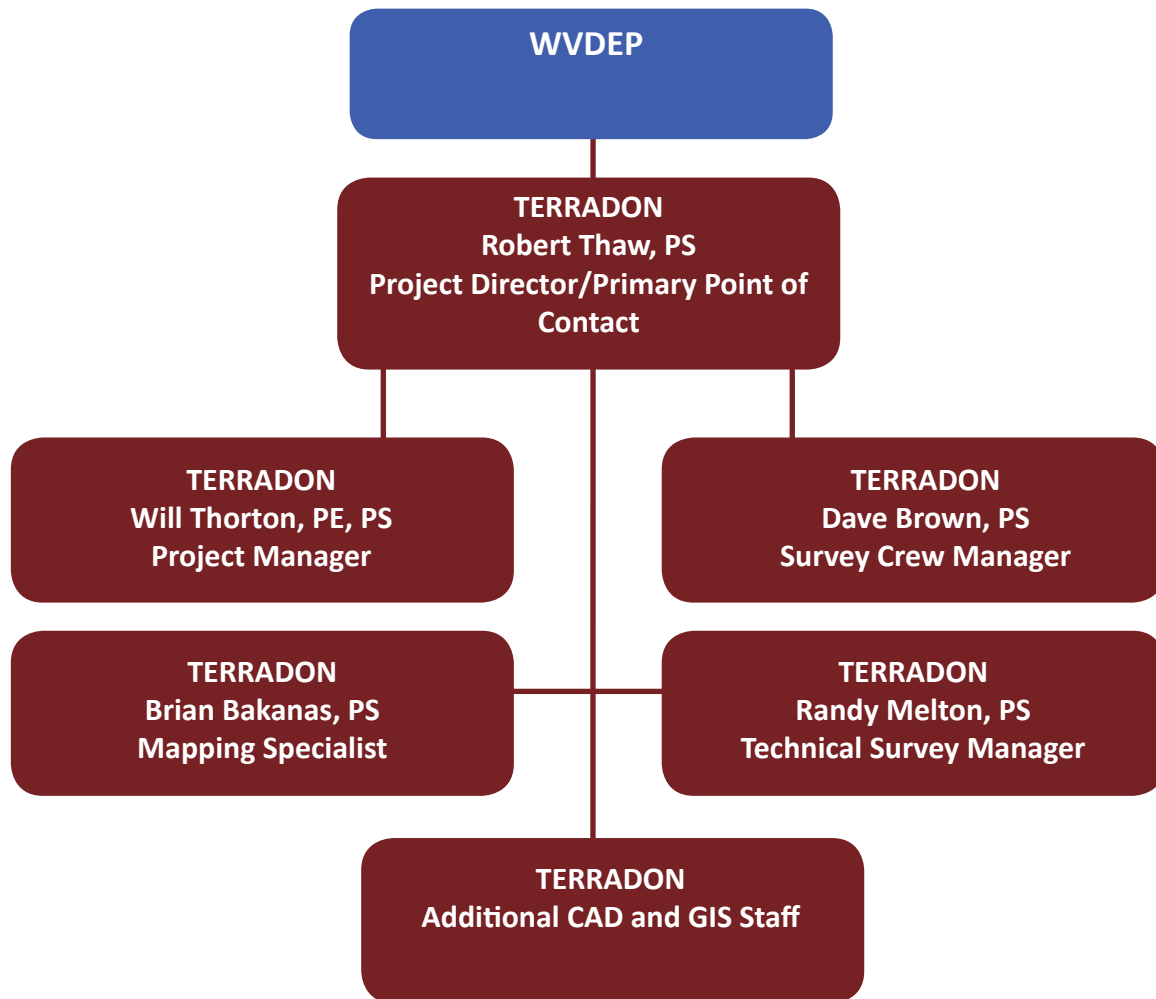 WVDEP
TERRADON
Robert Thaw, PS
Project Director/Primary Point of
Contact
TERRADON
Will Thorton, PE, PS
Project Manager
TERRADON
Dave Brown, PS
Survey Crew Manager
TERRADON
Brian Bakanas, PS
Mapping Specialist
TERRADON
Randy Melton, PS
Technical Survey Manager
TERRADON
Additional CAD and GIS Staff